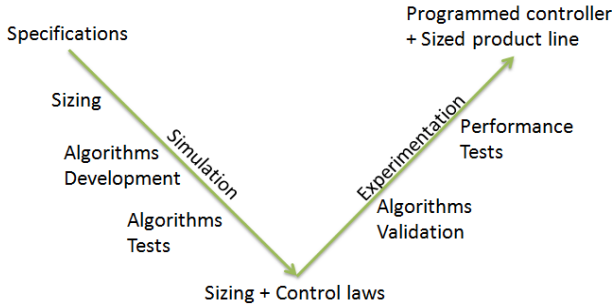 Specifications
Sizing
Algorithms
Development
Algorithms
Tests
Simulation
Sizing + Control laws
Experimentation
Algorithms
Validation
Performance
Tests
Programmed controller
+ Sized product line